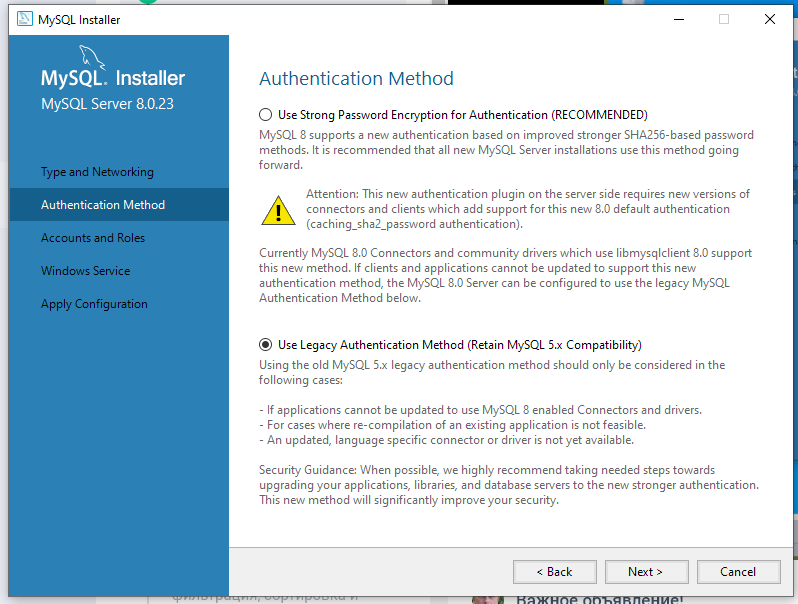 MySQL Installer
MySQL. Installer
MySQL Server 8.0.23
Type and Networking
Authentication Method
Accounts and Roles
Windows Service
Apply Configuration
Authentication Method
Use Strong Password Encryption for Authentication (RECOMMENDED)
MySQL 8 supports a new authentication based on improved stronger SHA256-based password
methods. It is recommended that all new MySQL Server installations use this method going
forward.
Attention: This new authentication plugin on the server side requires new versions of
connectors and clients which add support for this new 8.0 default authentication
(caching_sha2_password authentication).
Currently MySQL 8.0 Connectors and community drivers which use libmysqlclient 8.0 support
this new method. If clients and applications cannot be updated to support this new
authentication method, the MySQL 8.0 Server can be configured to use the legacy MySQL
Authentication Method below.
Use Legacy Authentication Method (Retain MySQL 5.x Compatibility)
Using the old MySQL 5.x legacy authentication method should only be considered in the
following cases:
- If applications cannot be updated to use MySQL 8 enabled Connectors and drivers.
- For cases where re-compilation of an existing application is not feasible.
- An updated, language specific connector or driver is not yet available.
Security Guidance: When possible, we highly recommend taking needed steps towards
upgrading your applications, libraries, and database servers to the new stronger authentication.
This new method will significantly improve your security.
< Back
Next >
Cancel
фильтрация, сортировка и
Важное объявление!